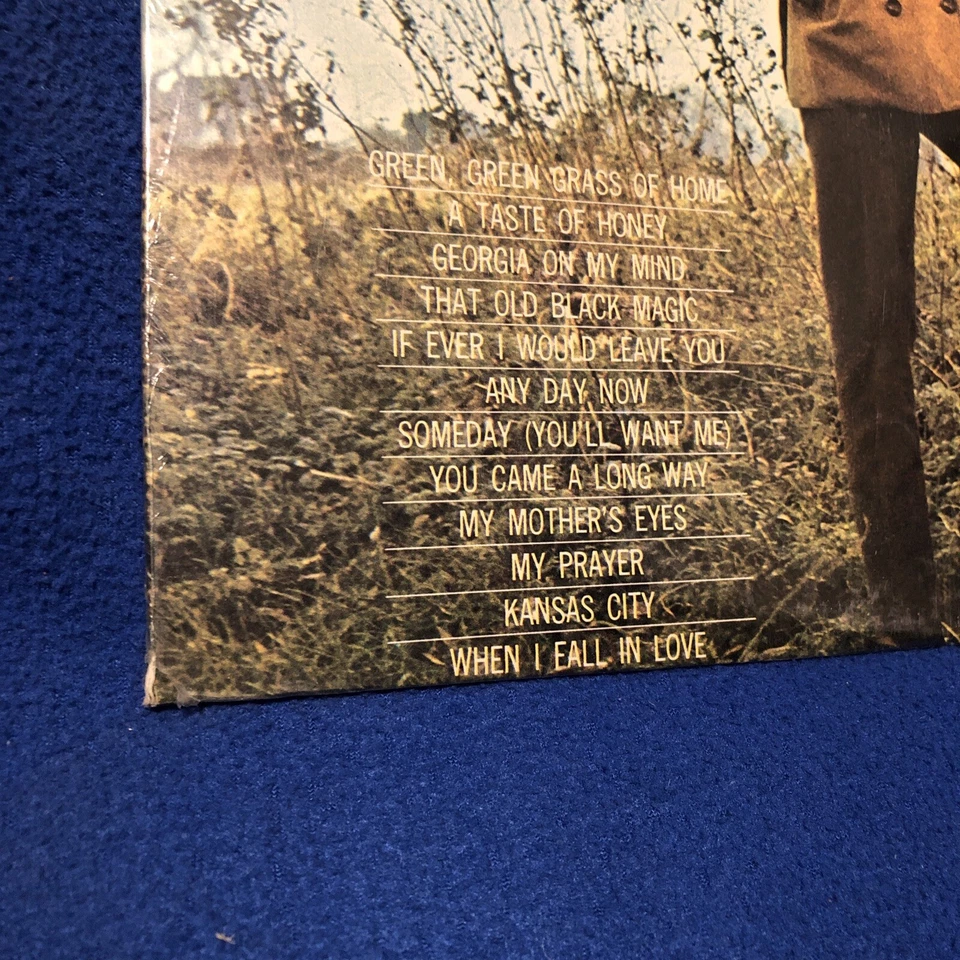 GREEN, GREEN GRASS OF HOME
A TASTE OF HONEY
GEORGIA ON MY MIND
THAT OLD BLACK MAGIC
IF EVER I WOULD LEAVE YOU
ANY DAY NOW
SOMEDAY (YOU'LL WANT ME)
YOU CAME A LONG WAY
MY MOTHER'S EYES
MY PRAYER
KANSAS CITY
WHEN I FALL IN LOVE